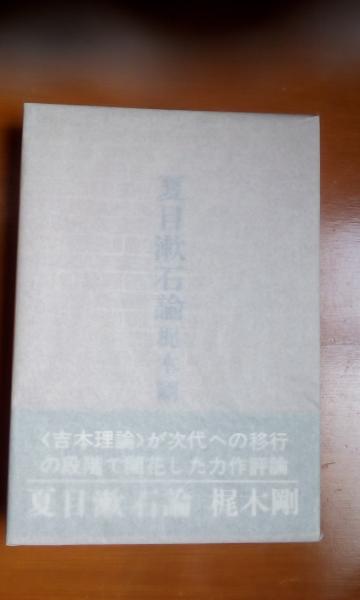 夏目漱石論 梶木剛
〈吉本理論〉が次代への移行
の段階で開花した力作評論
夏目漱石論 梶木剛